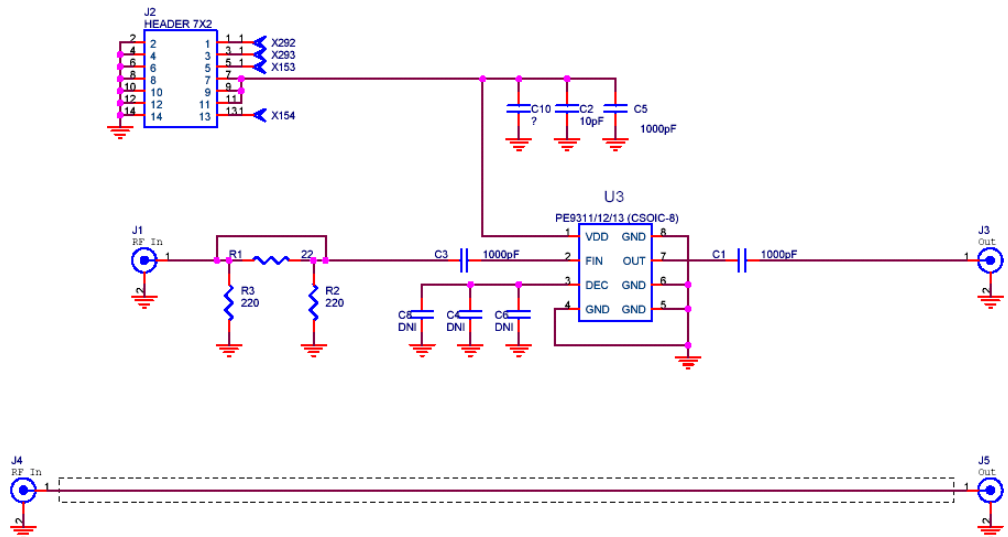 J2
HEADER 7X2
2 2 1 1 1 X292
4 4 3 3 1 X293
6 6 5 5 1 X153
8 8 7 7
10 10 9 9
12 12 11 11
14 14 13 13 1 X154
C10 C2 C5
? 10pF 1000pF
U3
PE9311/12/13 (CSOIC-8)
J1
RF In
1
2
R1 22
R3
220
R2
220
C3 1000pF
1 VDD GND 8
2 FIN OUT 7
3 DEC GND 6
4 GND GND 5
C8 C4 C6
DNI DNI DNI
C1 1000pF
J3
Out
1
2
J4
RF In
1
2
J5
Out
1
2